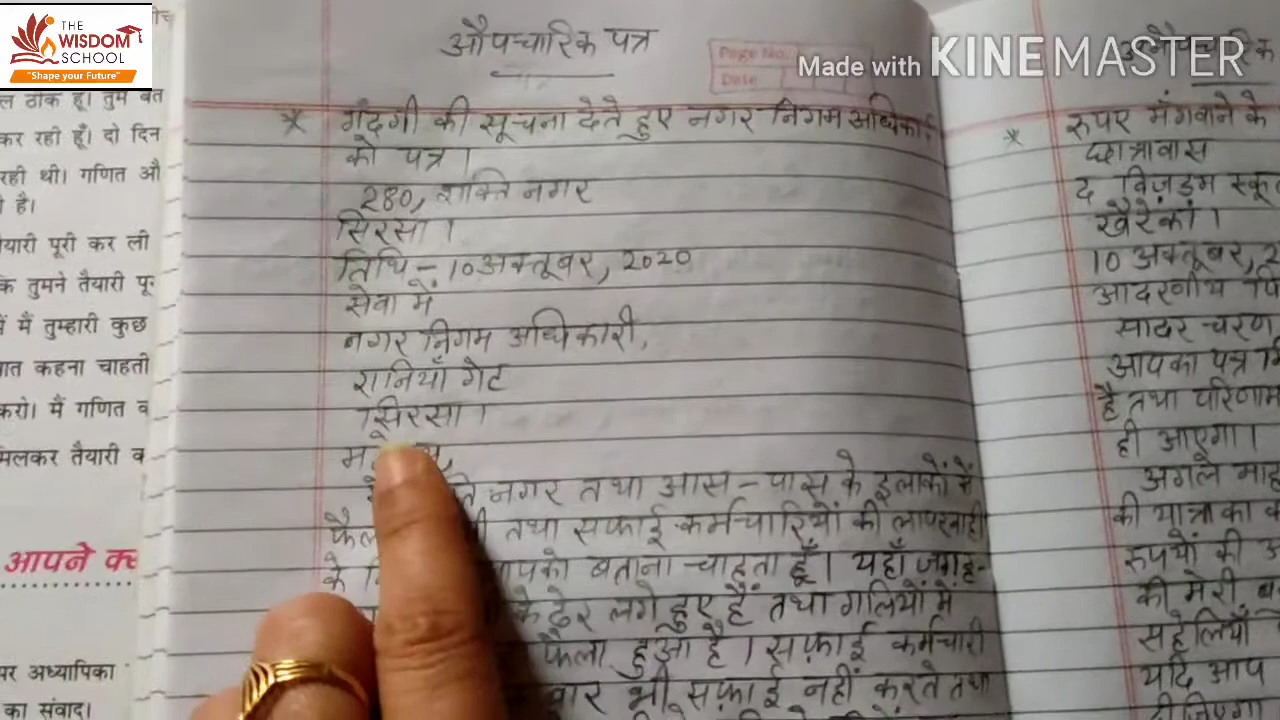 THE
WISDOM
SCHOOL
"Shape your Future"
Made with KINEMASTER
औपचारिक पत्र
Page No.
Date
* गंदगी की सूचना देते हुए नगर निगम
को पत्र।
280, शक्ति नगर
सिरसा।
तिथि - 10 अक्तूबर, 2020
सेवा में
नगर निगम अधिकारी,
रानियाँ गेट
सिरसा।
नगर तथा आस-पास के इलाकों में
तथा सफाई कर्मचारियों की लापरवाही
के बताना चाहता हूँ। यहाँ जगह-
के ढेर लगे हुए हैं तथा गलियों में
फैला हुआ है। सफ़ाई कर्मचारी
बार भी सफ़ाई नहीं करते तथा
* रुपए मँगवाने के
छात्रावास
द विज़डम स्कूल
खैरेकां।
10 अक्तूबर, 2
आदरणीय
सादर चरण
आपका पत्र
है तथा परिणाम
ही आएगा।
अगले माह
की यात्रा का
रुपयों की
की मेरी
सहेलियाँ
यदि आप
ठीक हूँ। तुम
कर रही हूँ। दो दिन
रही थी। गणित औ
है।
यारी पूरी कर ली
तुमने तैयारी
में मैं तुम्हारी कुछ
कहना चाहती
करो। मैं गणित
मिलकर तैयारी
आपने
पर अध्यापिका
का संवाद।